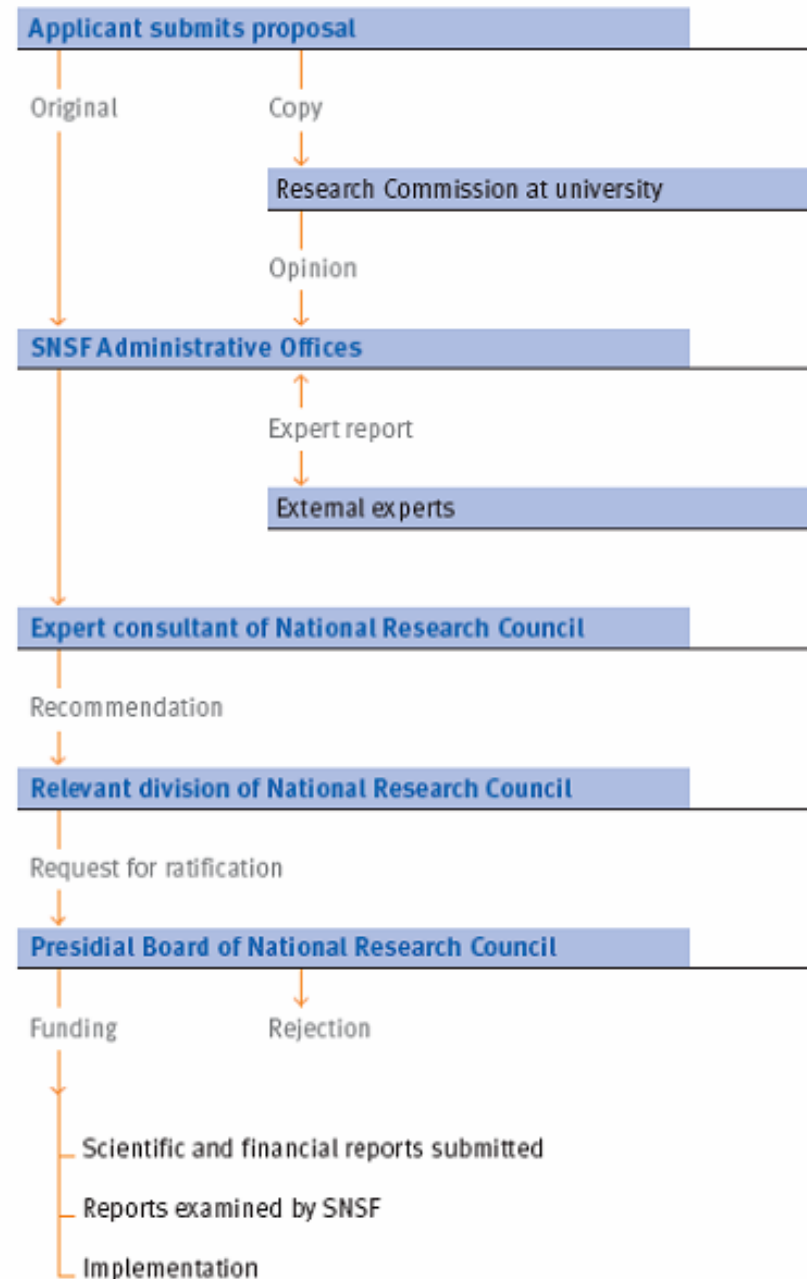 Applicant submits proposal
Original
Copy
Research Commission at university
Opinion
SNSF Administrative Offices
Expert report
External experts
Expert consultant of National Research Council
Recommendation
Relevant division of National Research Council
Request for ratification
Presidial Board of National Research Council
Funding
Rejection
Scientific and financial reports submitted
Reports examined by SNSF
Implementation